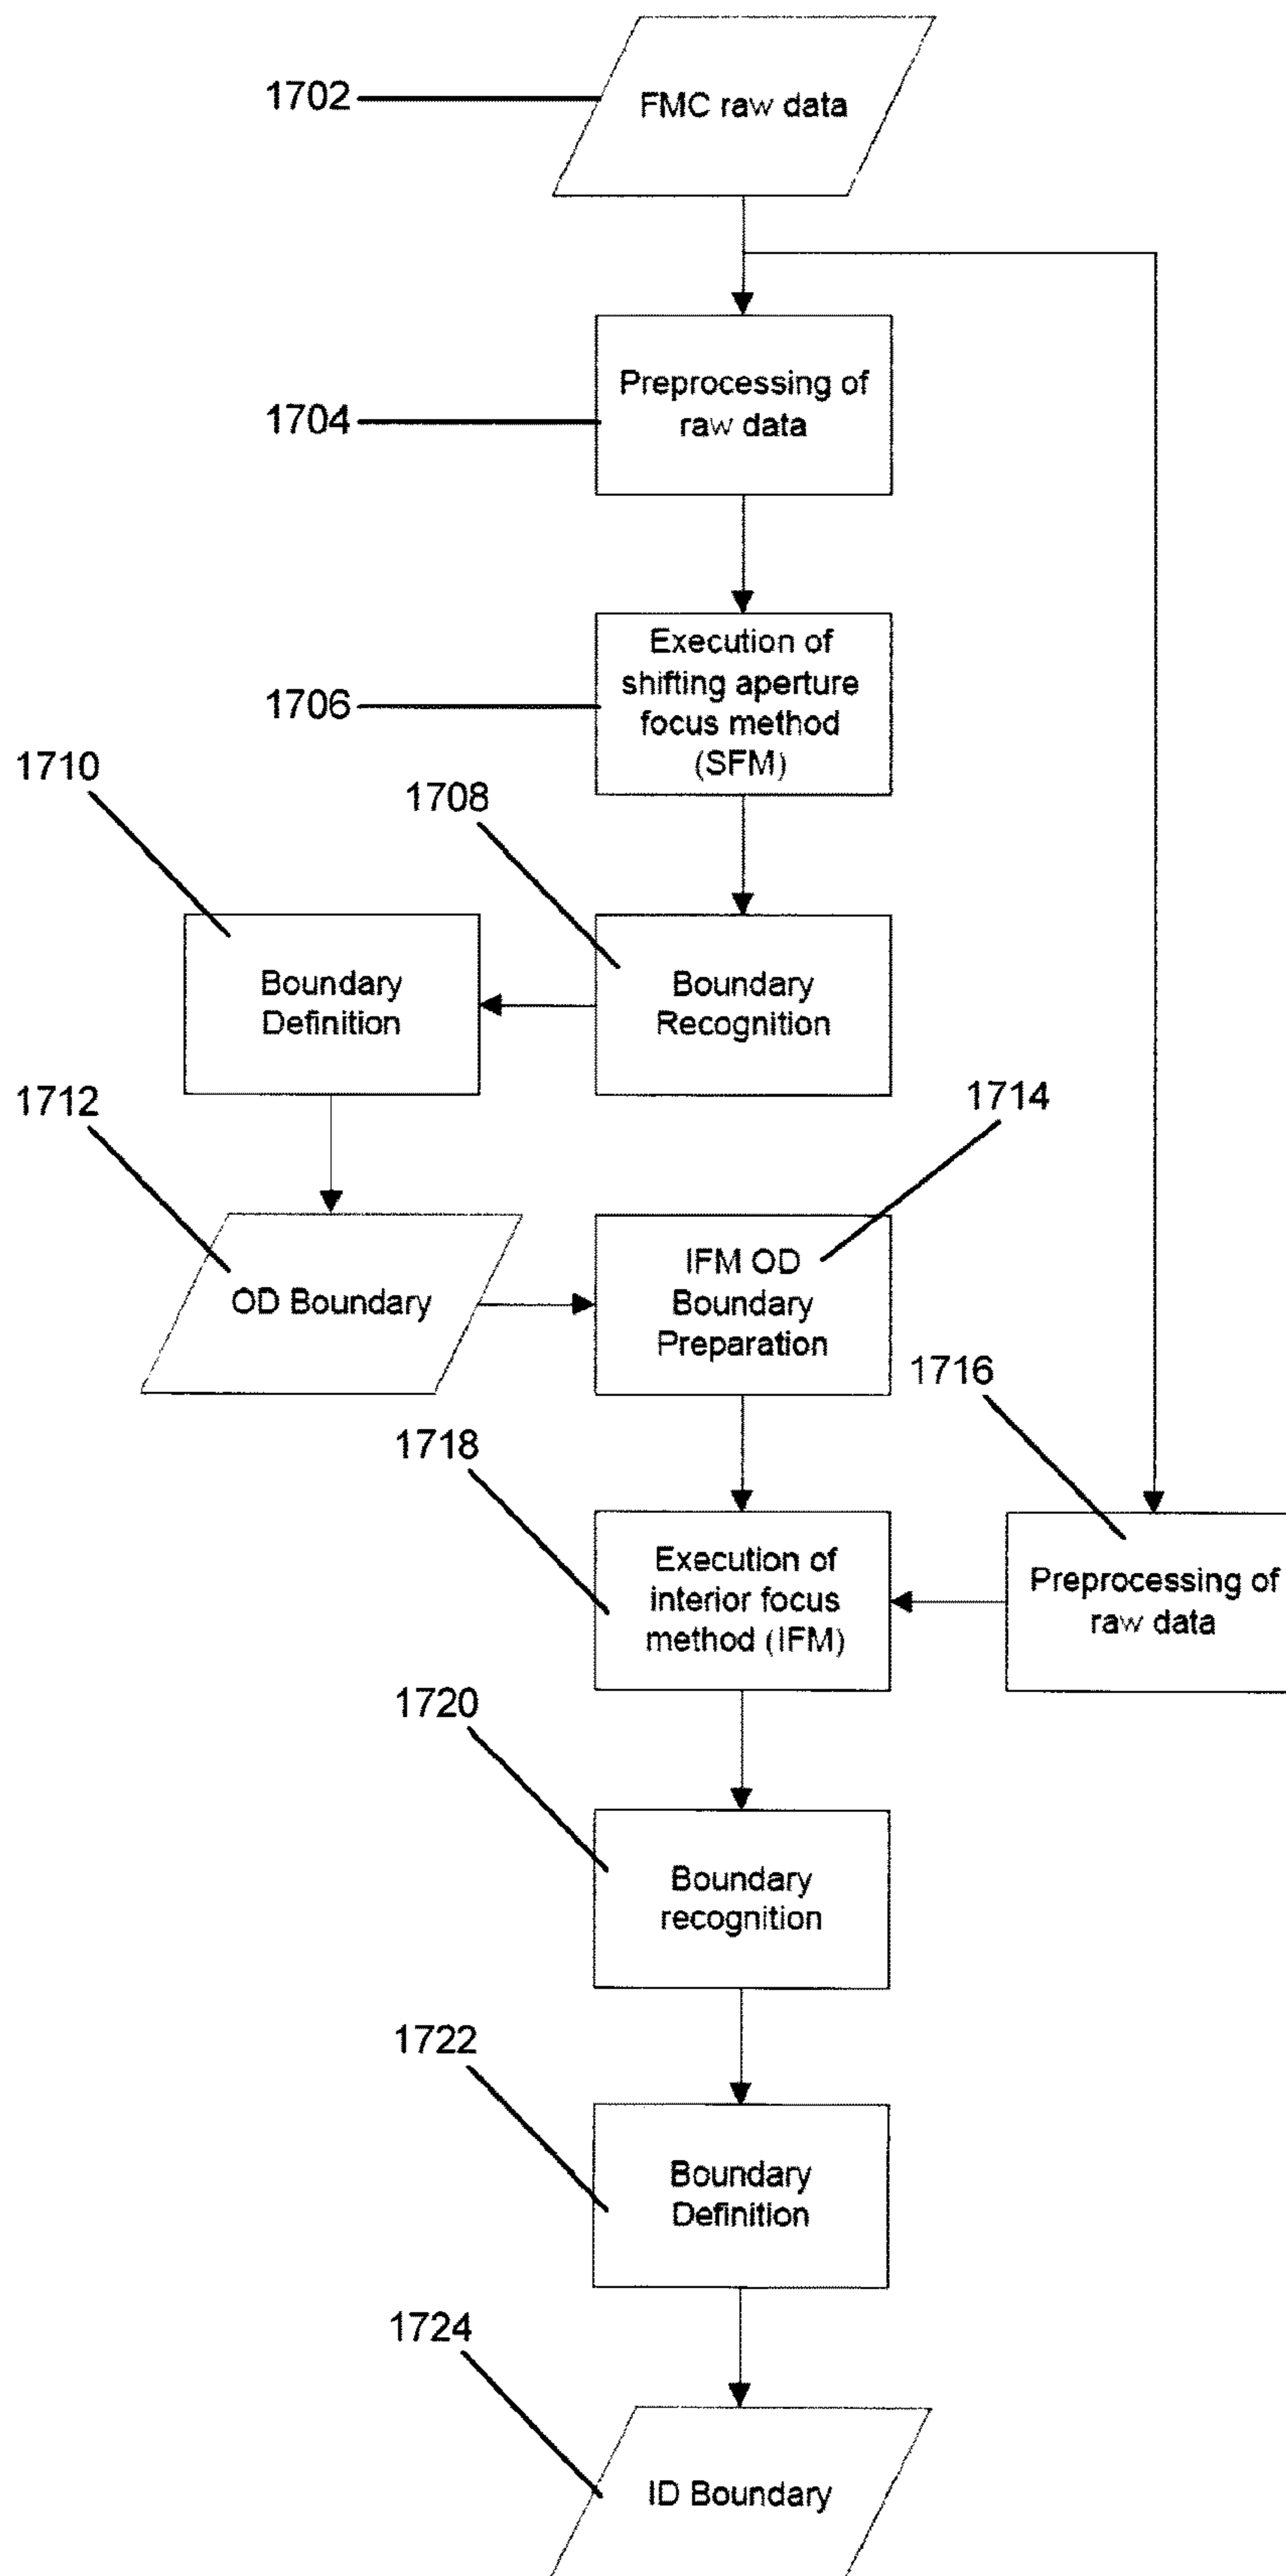 1702
FMC raw data
1704
Preprocessing of
raw data
1706
Execution of
shifting aperture
focus method
(SFM)
1710
1708
Boundary
Definition
Boundary
Recognition
1712
1714
OD Boundary
IFM OD
Boundary
Preparation
1716
1718
Execution of
interior focus
method (IFM)
Preprocessing of
raw data
1720
Boundary
recognition
1722
Boundary
Definition
1724
ID Boundary